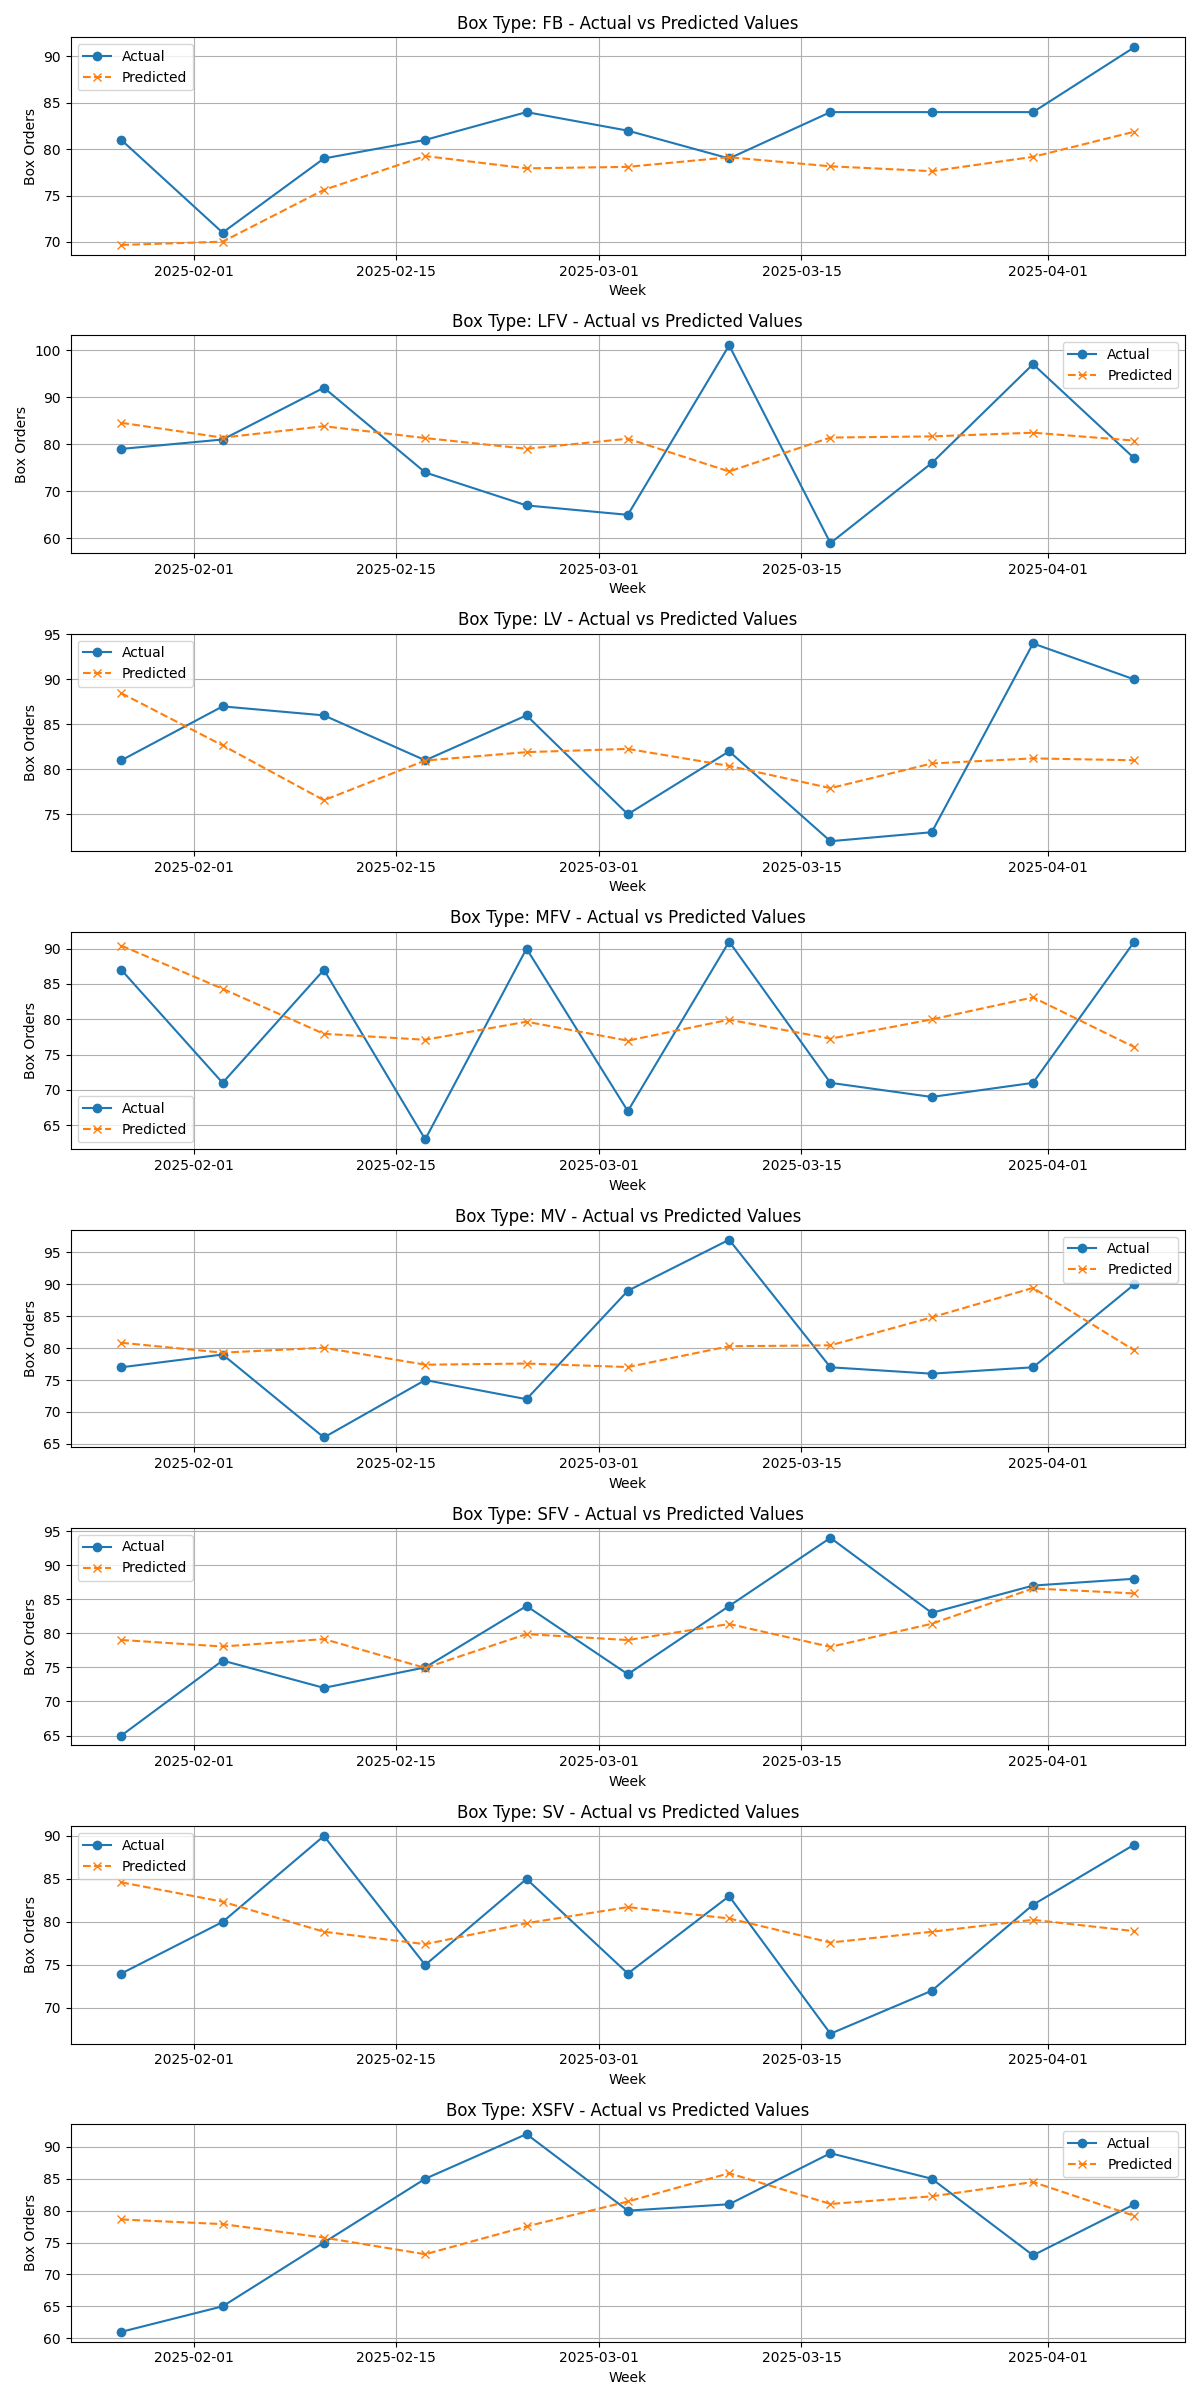 Box Type: FB - Actual vs Predicted Values
Actual
Predicted
Box Orders
90
85
80
75
70
2025-02-01 2025-02-15 2025-03-01 2025-03-15 2025-04-01
Week
Box Type: LFV - Actual vs Predicted Values
Actual
Predicted
Box Orders
100
90
80
70
60
2025-02-01 2025-02-15 2025-03-01 2025-03-15 2025-04-01
Week
Box Type: LV - Actual vs Predicted Values
Actual
Predicted
Box Orders
95
90
85
80
75
2025-02-01 2025-02-15 2025-03-01 2025-03-15 2025-04-01
Week
Box Type: MFV - Actual vs Predicted Values
Box Orders
90
85
80
75
70
65
Actual
Predicted
2025-02-01 2025-02-15 2025-03-01 2025-03-15 2025-04-01
Week
Box Type: MV - Actual vs Predicted Values
Actual
Predicted
Box Orders
95
90
85
80
75
70
65
2025-02-01 2025-02-15 2025-03-01 2025-03-15 2025-04-01
Week
Box Type: SFV - Actual vs Predicted Values
Actual
Predicted
Box Orders
95
90
85
80
75
70
65
2025-02-01 2025-02-15 2025-03-01 2025-03-15 2025-04-01
Week
Box Type: SV - Actual vs Predicted Values
Actual
Predicted
Box Orders
90
85
80
75
70
2025-02-01 2025-02-15 2025-03-01 2025-03-15 2025-04-01
Week
Box Type: XSFV - Actual vs Predicted Values
Actual
Predicted
Box Orders
90
85
80
75
70
65
60
2025-02-01 2025-02-15 2025-03-01 2025-03-15 2025-04-01
Week